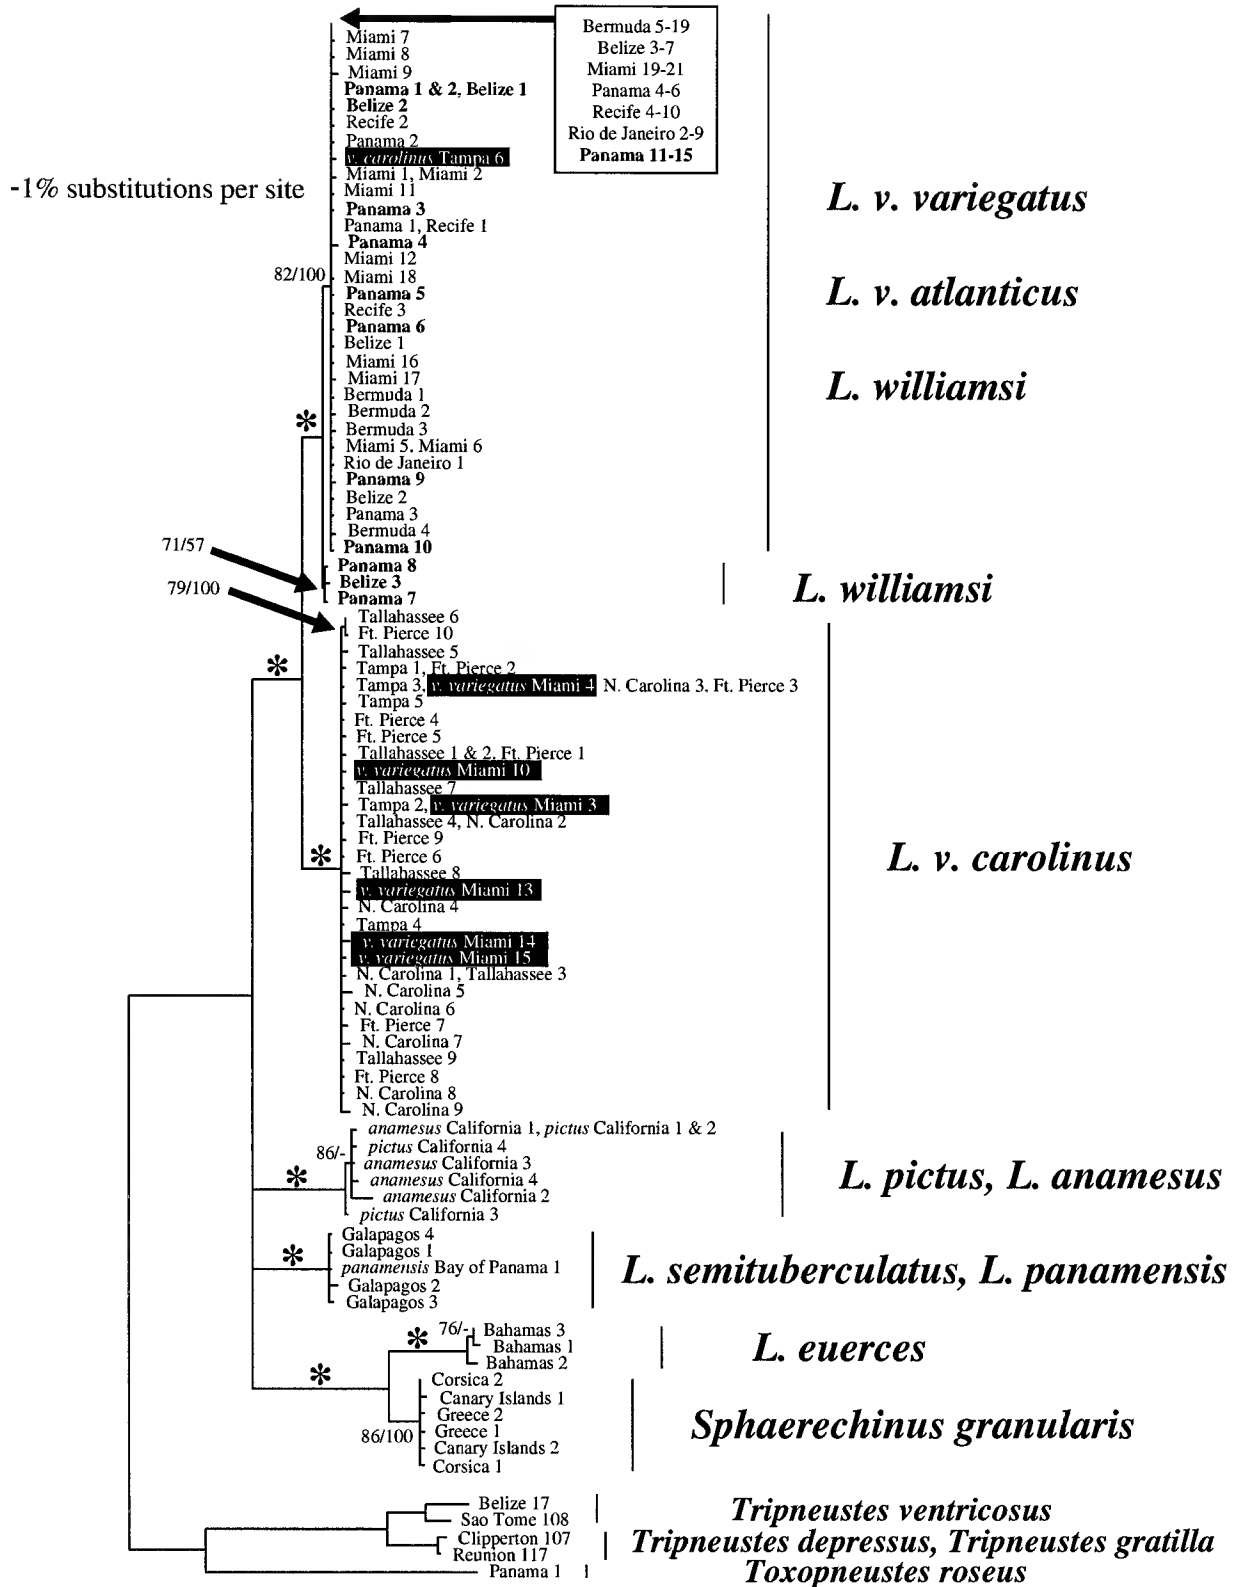 Bermuda 5-19
Belize 3-7
Miami 19-21
Panama 4-6
Recife 4-10
Rio de Janeiro 2-9
Panama 11-15
Miami 7
Miami 8
Miami 9
Panama 1 & 2, Belize 1
Belize 2
Recife 2
Panama 2
v. carolinus Tampa 6
Miami 1, Miami 2
Miami 11
-1% substitutions per site
Panama 3
Panama 1, Recife 1
Panama 4
Miami 12
82/100
Miami 18
Panama 5
Recife 3
Panama 6
Belize 1
Miami 16
Miami 17
Bermuda 1
Bermuda 2
*
Bermuda 3
Miami 5. Miami 6
Rio de Janeiro 1
Panama 9
Belize 2
Panama 3
Bermuda 4
Panama 10
L. v. variegatus
L. v. atlanticus
L. williamsi
71/57
Panama 8
Belize 3
Panama 7
L. williamsi
79/100
Tallahassee 6
Ft. Pierce 10
Tallahassee 5
*
Tampa 1, Ft. Pierce 2
Tampa 3, v. variegatus Miami 4 N. Carolina 3. Ft. Pierce 3
Tampa 5
Ft. Pierce 4
Ft. Pierce 5
Tallahassee 1 & 2. Ft. Pierce 1
v. variegatus Miami 10
Tallahassee 7
Tampa 2, v. variegatus Miami 3
Tallahassee 4, N. Carolina 2
Ft. Pierce 9
*
Ft. Pierce 6
Tallahassee 8
v. variegatus Miami 13
N. Carolina 4
Tampa 4
v. variegatus Miami 14
v. variegatus Miami 15
N. Carolina 1, Tallahassee 3
N. Carolina 5
N. Carolina 6
Ft. Pierce 7
N. Carolina 7
Tallahassee 9
Ft. Pierce 8
N. Carolina 8
N. Carolina 9
L. v. carolinus
anamesus California 1, pictus California 1 & 2
86/-
pictus California 4
anamesus California 3
*
anamesus California 4
anamesus California 2
pictus California 3
L. pictus, L. anamesus
Galapagos 4
*
Galapagos 1
panamensis Bay of Panama 1
Galapagos 2
Galapagos 3
L. semituberculatus, L. panamensis
*
76/-
Bahamas 3
Bahamas 1
Bahamas 2
L. euerces
*
Corsica 2
Canary Islands 1
Greece 2
86/100
Greece 1
Canary Islands 2
Corsica 1
Sphaerechinus granularis
Belize 17
Sao Tome 108
Tripneustes ventricosus
Clipperton 107
Reunion 117
Tripneustes depressus, Tripneustes gratilla
Panama 1
Toxopneustes roseus